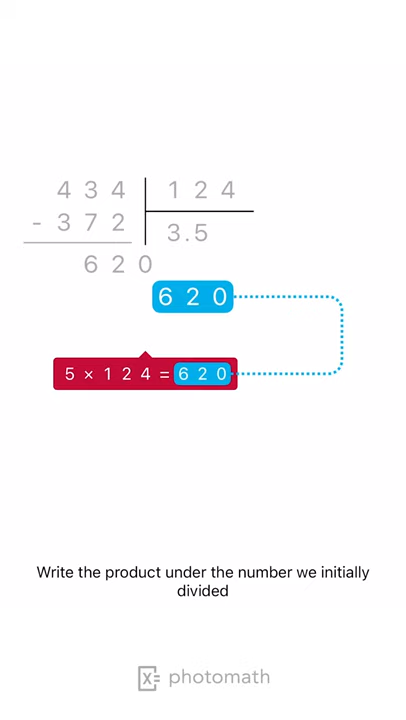 4 3 4 1 2 4
- 3 7 2 3.5
6 2 0
6 2 0
5 × 1 2 4 = 6 2 0
Write the product under the number we initially
divided
X= photomath